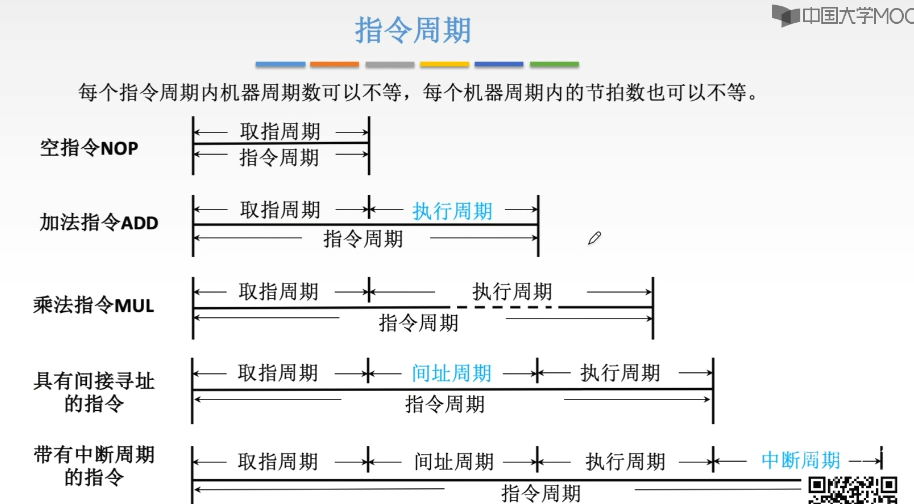 中国大学MOO
指令周期
每个指令周期内机器周期数可以不等，每个机器周期内的节拍数也可以不等。
空指令NOP
取指周期
指令周期
加法指令ADD
取指周期 执行周期
指令周期
乘法指令MUL
取指周期 执行周期
指令周期
具有间接寻址
的指令
取指周期 间址周期 执行周期
指令周期
带有中断周期
的指令
取指周期 间址周期 执行周期 中断周期
指令周期